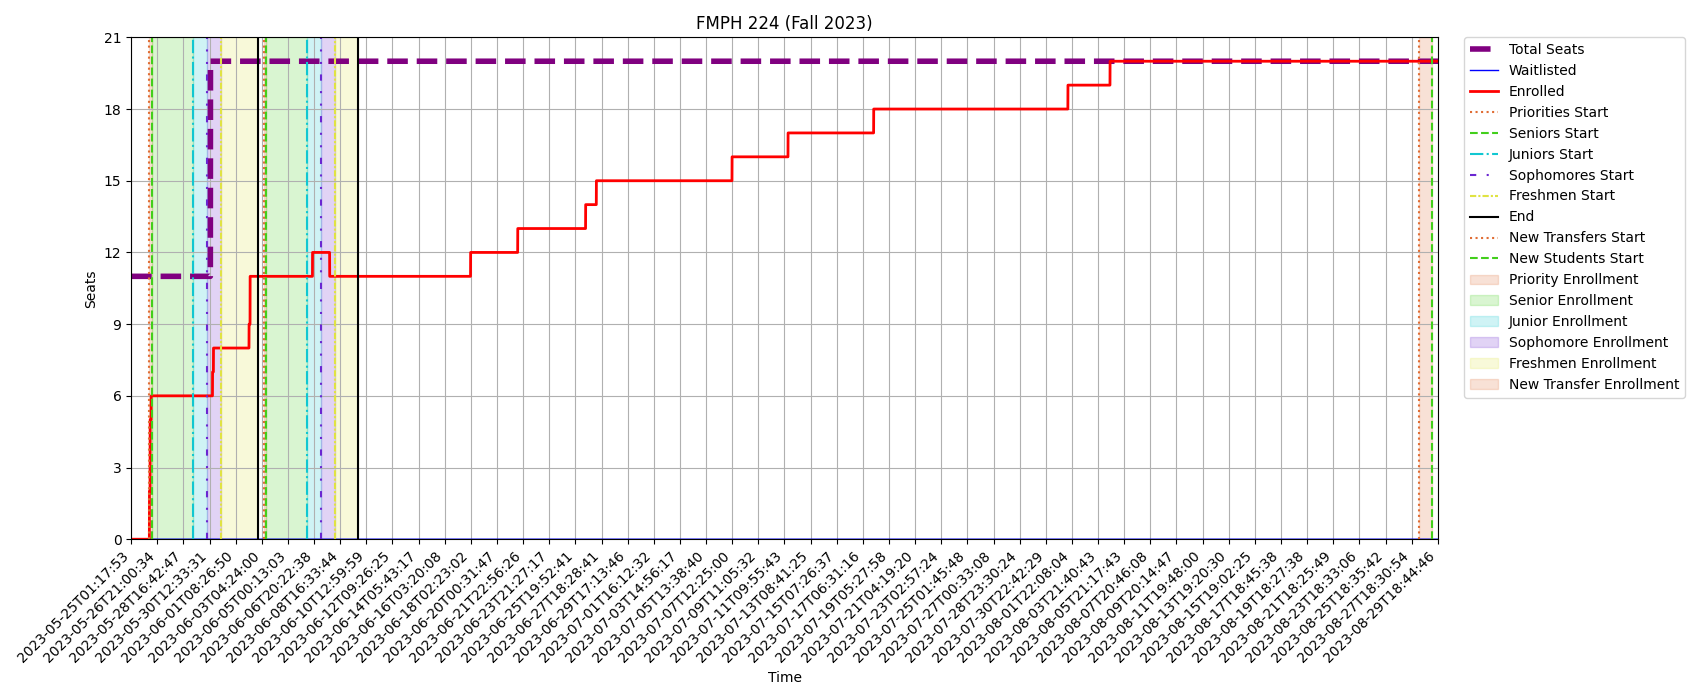 FMPH 224 (Fall 2023)
21
18
15
12
9
6
3
0
Seats
2023-05-25T01:17:53
2023-05-26T21:00:34
2023-05-28T16:42:47
2023-05-30T12:33:31
2023-06-01T08:26:50
2023-06-03T04:24:00
2023-06-05T00:13:03
2023-06-06T20:22:38
2023-06-08T16:33:44
2023-06-10T12:59:59
2023-06-12T09:26:25
2023-06-14T05:43:17
2023-06-16T03:20:08
2023-06-18T02:23:02
2023-06-20T00:31:47
2023-06-21T22:56:26
2023-06-23T21:27:17
2023-06-25T19:52:41
2023-06-27T18:28:41
2023-06-29T17:13:46
2023-07-01T16:12:32
2023-07-03T14:56:17
2023-07-05T13:38:40
2023-07-07T12:25:00
2023-07-09T11:05:32
2023-07-11T09:55:43
2023-07-13T08:41:25
2023-07-15T07:26:37
2023-07-17T06:31:16
2023-07-19T05:27:58
2023-07-21T04:19:20
2023-07-23T02:57:24
2023-07-25T01:45:48
2023-07-27T00:33:08
2023-07-28T23:30:24
2023-07-30T22:42:29
2023-08-01T22:08:04
2023-08-03T21:40:43
2023-08-05T21:17:43
2023-08-07T20:46:08
2023-08-09T20:14:47
2023-08-11T19:48:00
2023-08-13T19:20:30
2023-08-15T19:02:25
2023-08-17T18:45:38
2023-08-19T18:27:38
2023-08-21T18:25:49
2023-08-23T18:33:06
2023-08-25T18:35:42
2023-08-27T18:30:54
2023-08-29T18:44:46
Time
Total Seats
Waitlisted
Enrolled
Priorities Start
Seniors Start
Juniors Start
Sophomores Start
Freshmen Start
End
New Transfers Start
New Students Start
Priority Enrollment
Senior Enrollment
Junior Enrollment
Sophomore Enrollment
Freshmen Enrollment
New Transfer Enrollment